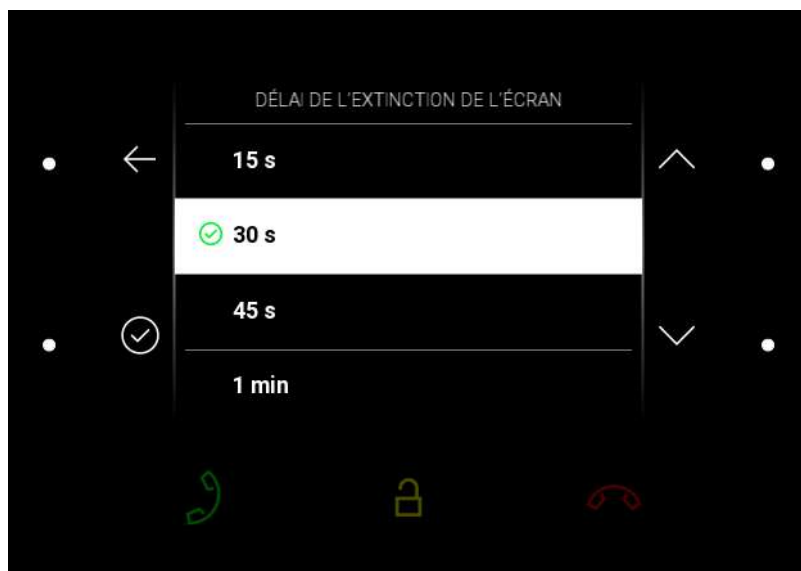 DÉLAI DE L'EXTINCTION DE L'ÉCRAN
15 s
30 s
45 s
1 min